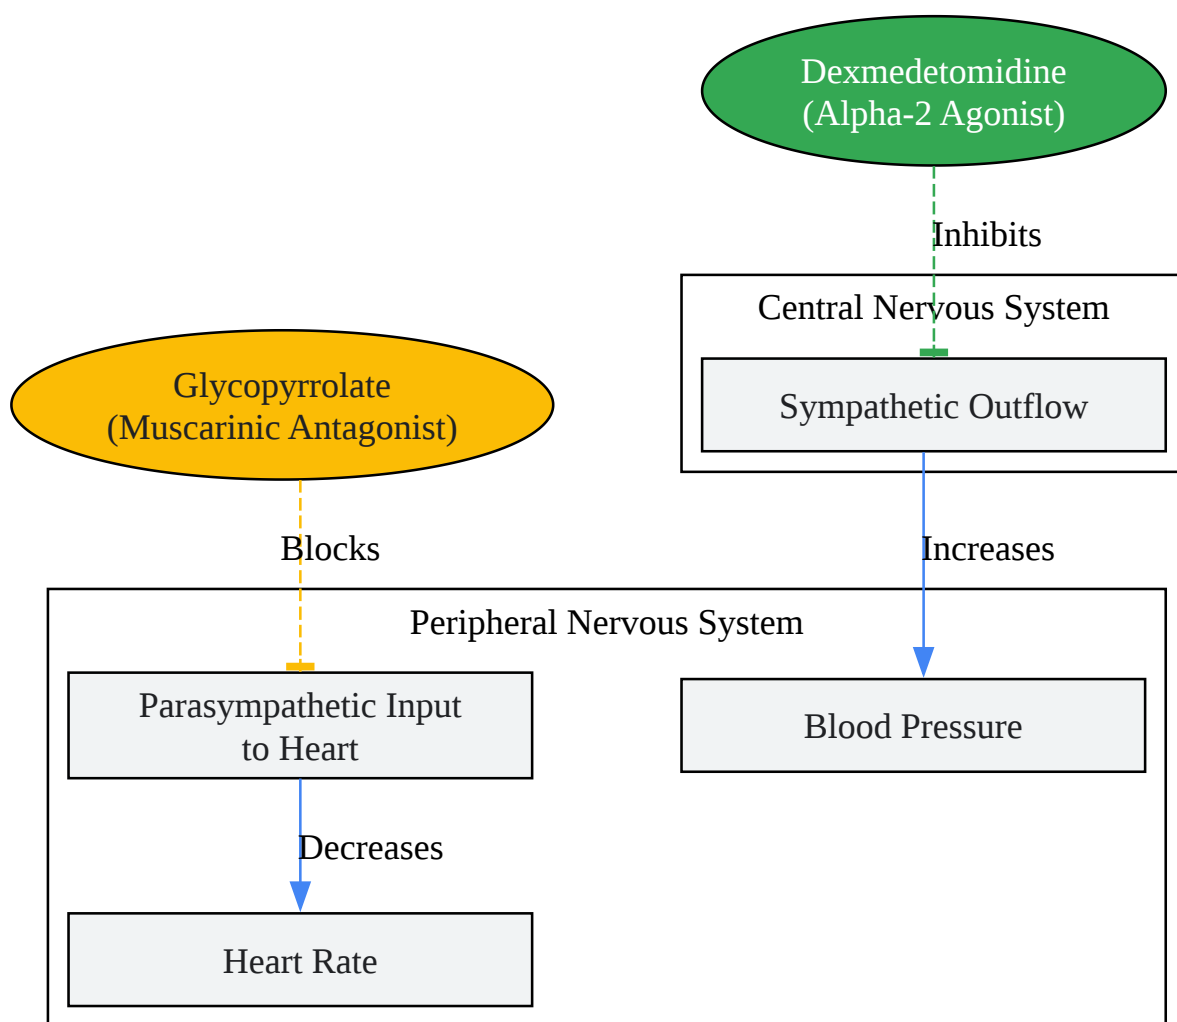 Dexmedetomidine
(Alpha-2 Agonist)
Inhibits
Central Nervous System
Sympathetic Outflow
Glycopyrrolate
(Muscarinic Antagonist)
Blocks
Increases
Peripheral Nervous System
Parasympathetic Input
to Heart
Blood Pressure
Decreases
Heart Rate